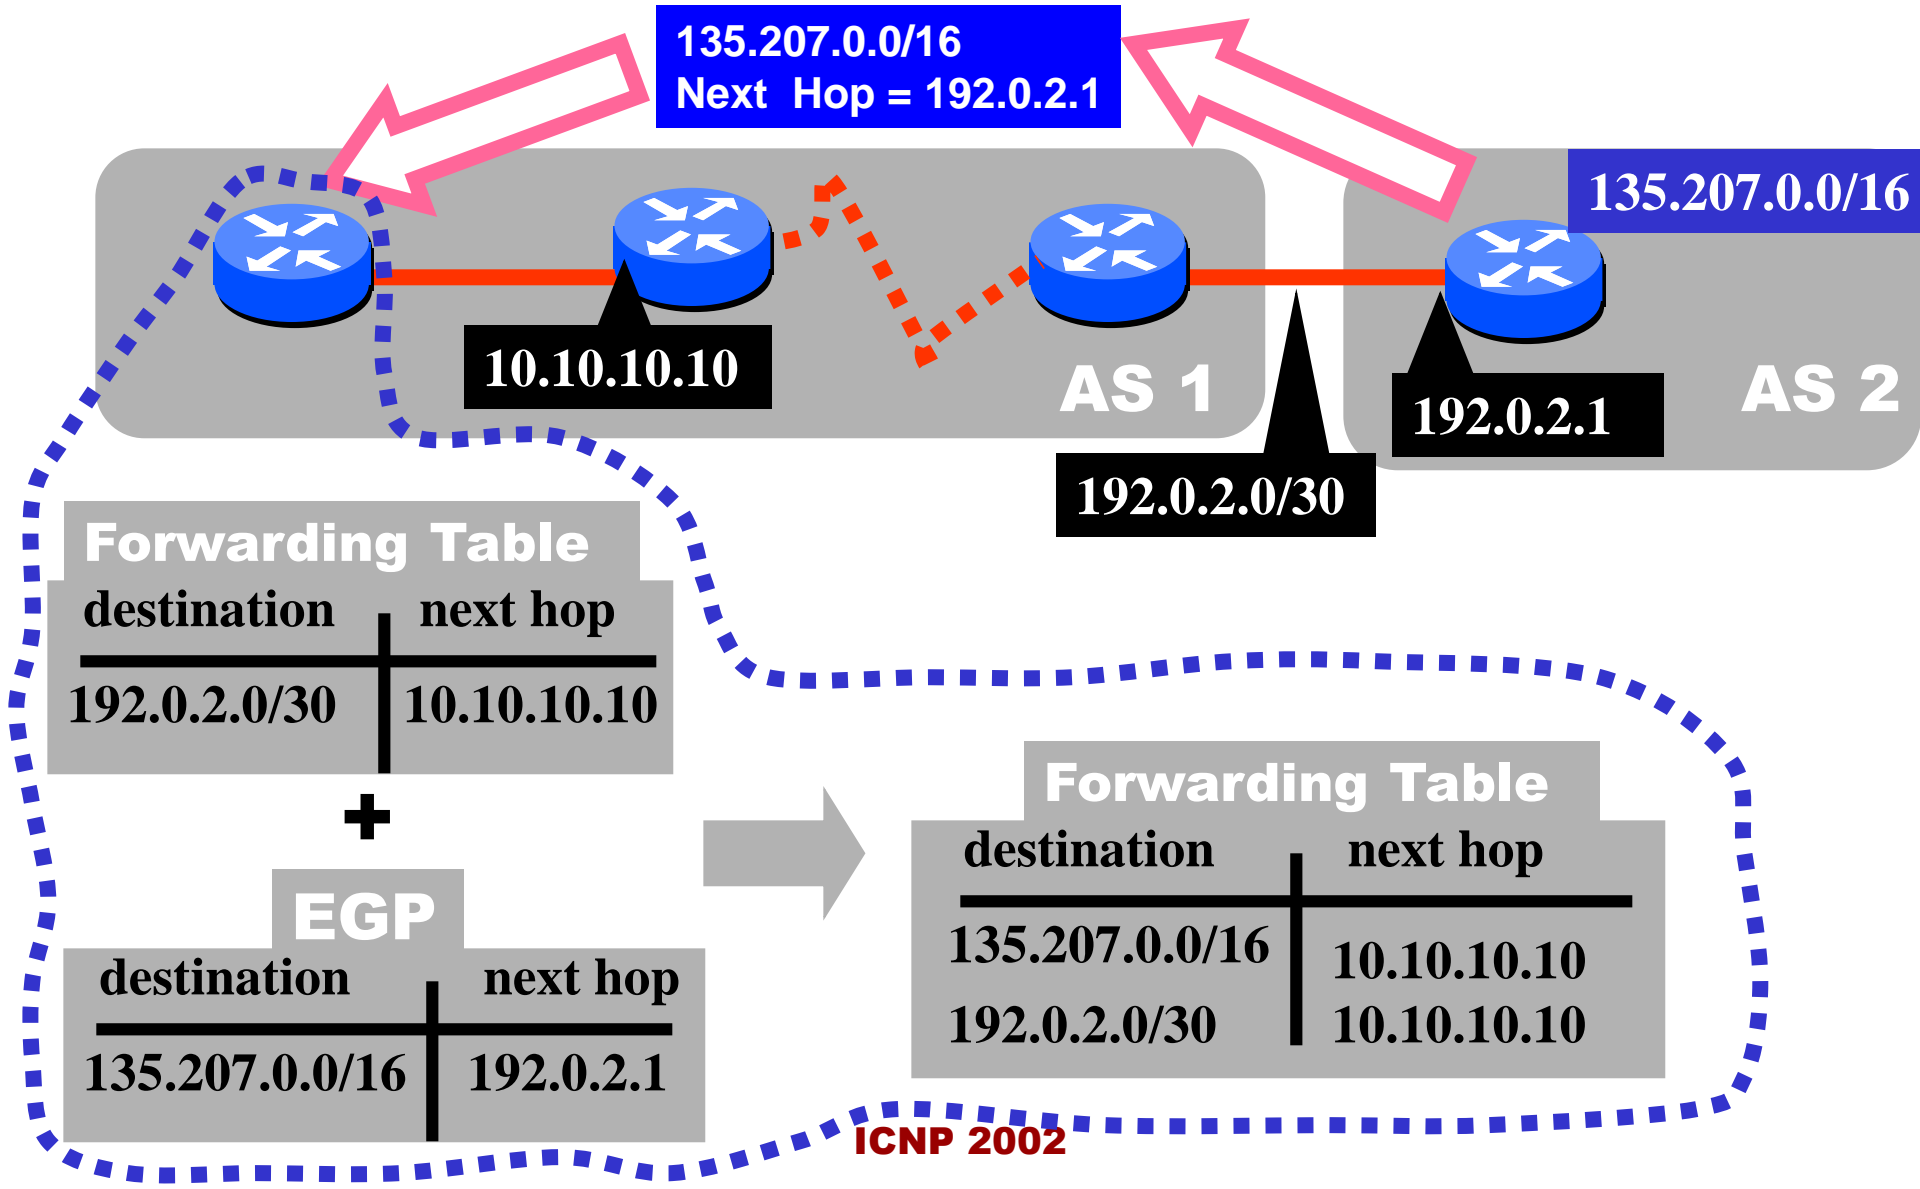 135.207.0.0/16
Next Hop = 192.0.2.1
135.207.0.0/16
10.10.10.10
AS 1
AS 2
192.0.2.1
192.0.2.0/30
Forwarding Table
destination next hop
192.0.2.0/30 10.10.10.10
+
EGP
destination next hop
135.207.0.0/16 192.0.2.1
Forwarding Table
destination next hop
135.207.0.0/16 10.10.10.10
192.0.2.0/30 10.10.10.10
ICNP 2002